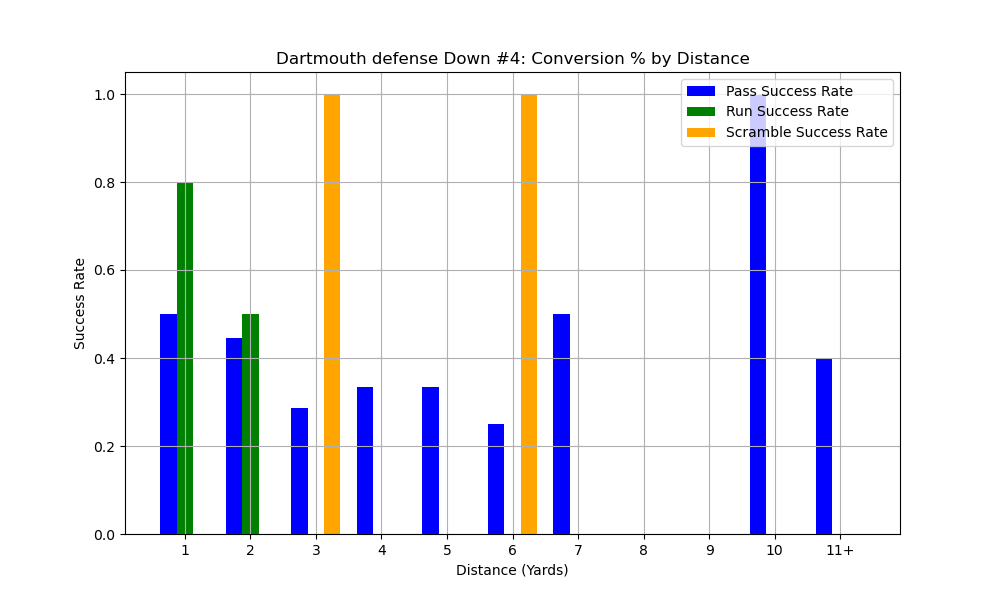 Dartmouth defense Down #4: Conversion % by Distance
Pass Success Rate
Run Success Rate
Scramble Success Rate
Success Rate
1.0
0.8
0.6
0.4
0.2
0.0
1 2 3 4 5 6 7 8 9 10 11+
Distance (Yards)